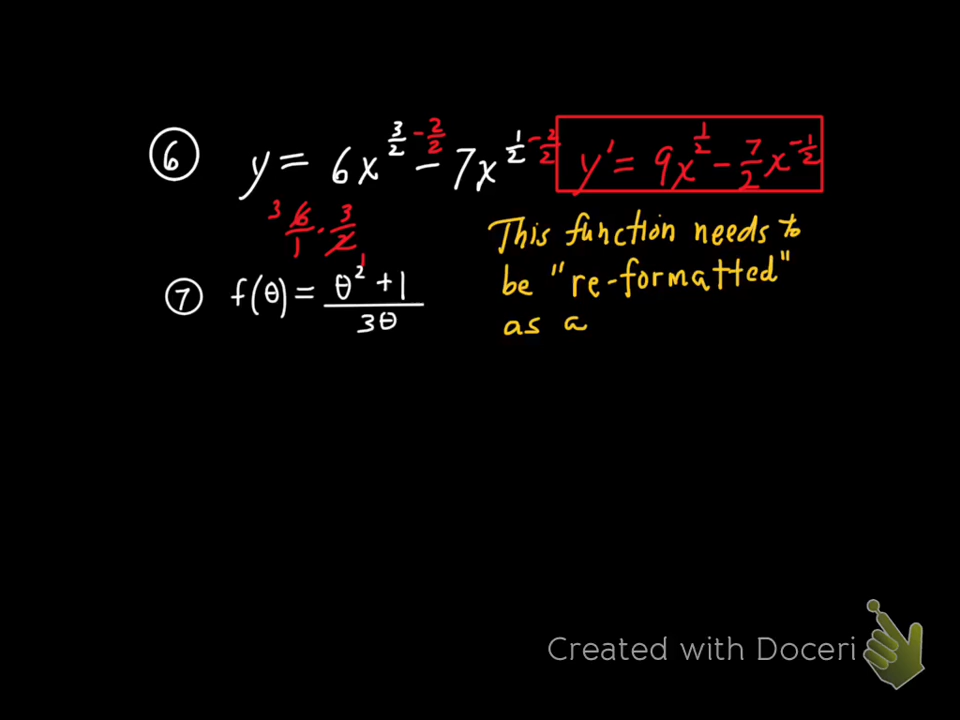 ⑥ y = 6x^{3/2 - 2/2} - 7x^{1/2 - 2/2} y' = 9x^{1/2} - 7/2 x^{-1/2}
3 6/1 · 3/2 1
This function needs to
⑦ f(θ) = θ² + 1 / 3θ
be "re-formatted"
as a
Created with Doceri